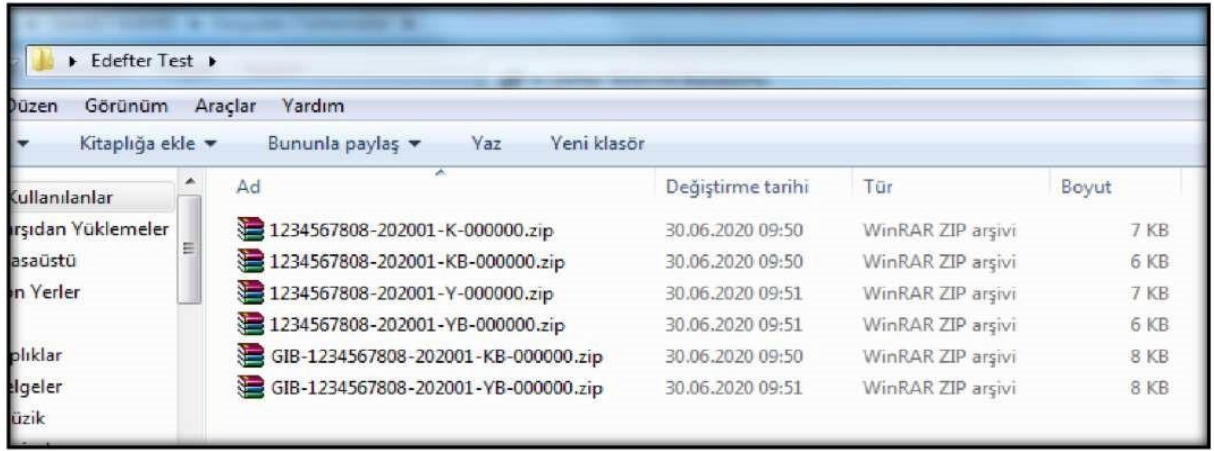 Edefter Test
Görünüm Araçlar Yardım
Kitaplığa ekle Bununla paylaş Yaz Yeni klasör
Ad Değiştirme tarihi Tür Boyut
1234567808-202001-K-000000.zip 30.06.2020 09:50 WinRAR ZIP arşivi 7 KB
1234567808-202001-KB-000000.zip 30.06.2020 09:50 WinRAR ZIP arşivi 6 KB
1234567808-202001-Y-000000.zip 30.06.2020 09:51 WinRAR ZIP arşivi 7 KB
1234567808-202001-YB-000000.zip 30.06.2020 09:51 WinRAR ZIP arşivi 6 KB
GIB-1234567808-202001-KB-000000.zip 30.06.2020 09:50 WinRAR ZIP arşivi 8 KB
GIB-1234567808-202001-YB-000000.zip 30.06.2020 09:51 WinRAR ZIP arşivi 8 KB
Yüklemeler
Yerler